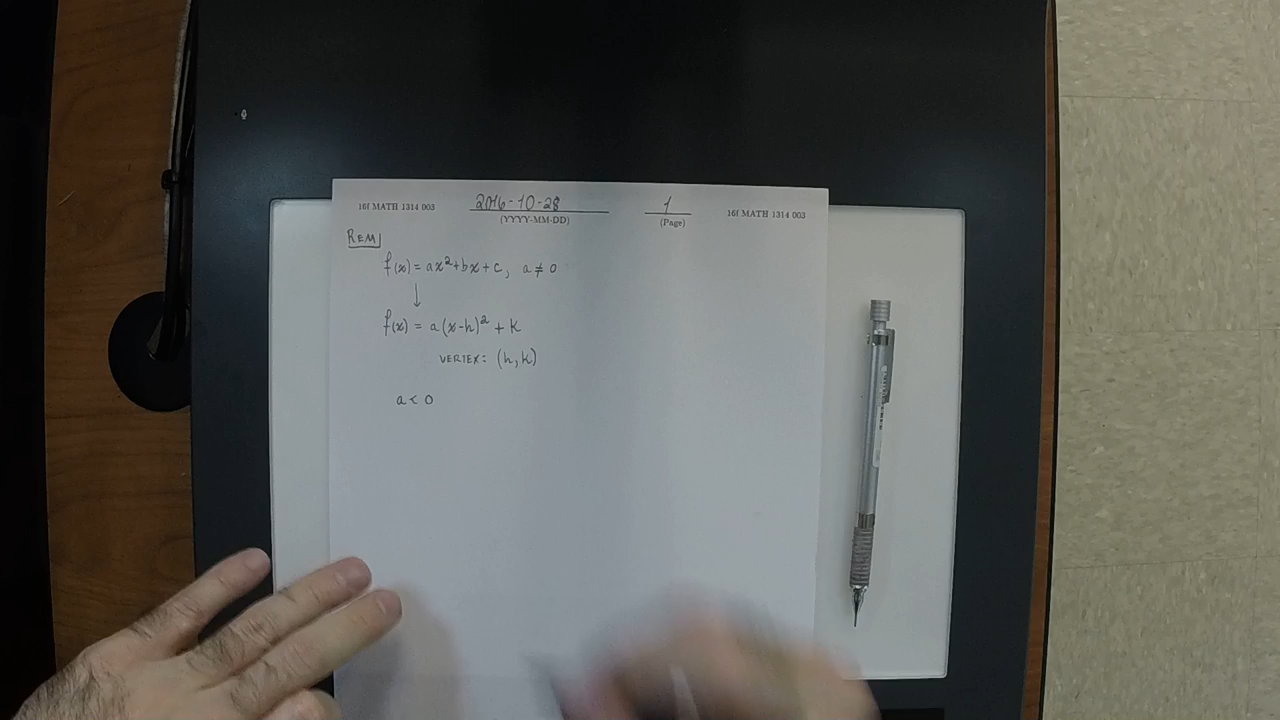 16f MATH 1314 003 2016-10-28 1 16f MATH 1314 003
(YYYY-MM-DD) (Page)
REM
f(x) = ax²+bx+c, a ≠ 0
↓
f(x) = a(x-h)² + k
VERTEX: (h,k)
a < 0